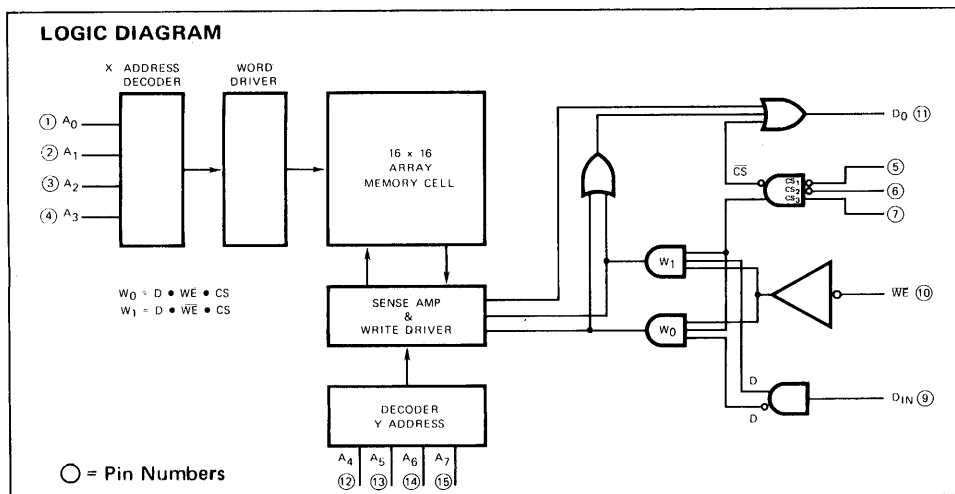 LOGIC DIAGRAM
X ADDRESS DECODER
WORD DRIVER
① A0
② A1
③ A2
④ A3
16 x 16
ARRAY
MEMORY CELL
D0 ⑪
CS̅
CS1
CS2
CS3
⑤
⑥
⑦
W1
W̅E̅ ⑩
W0 = D • WE • CS
W1 = D • W̅E̅ • CS
SENSE AMP
&
WRITE DRIVER
W0
D
DIN ⑨
D
DECODER
Y ADDRESS
A4 A5 A6 A7
⑫ ⑬ ⑭ ⑮
◯ = Pin Numbers